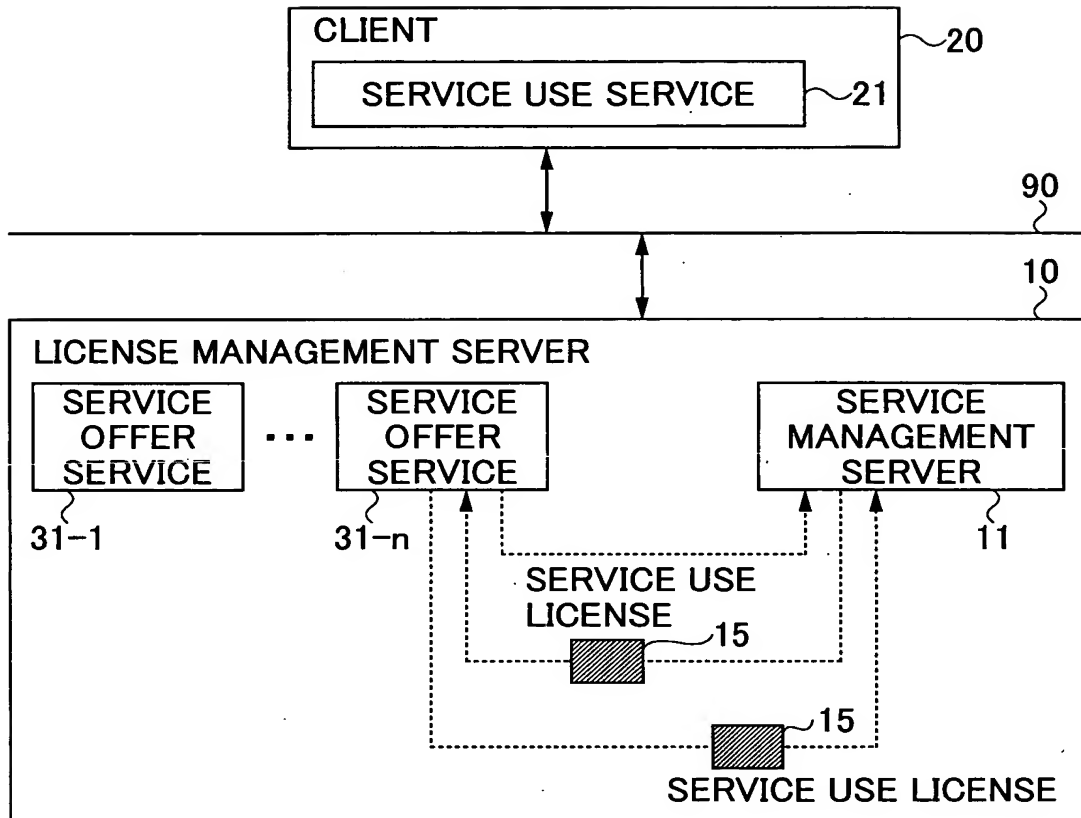 CLIENT
20
SERVICE USE SERVICE
21
90
10
LICENSE MANAGEMENT SERVER
SERVICE
OFFER
SERVICE
...
SERVICE
OFFER
SERVICE
SERVICE
MANAGEMENT
SERVER
31-1
31-n
11
SERVICE USE
LICENSE
15
15
SERVICE USE LICENSE